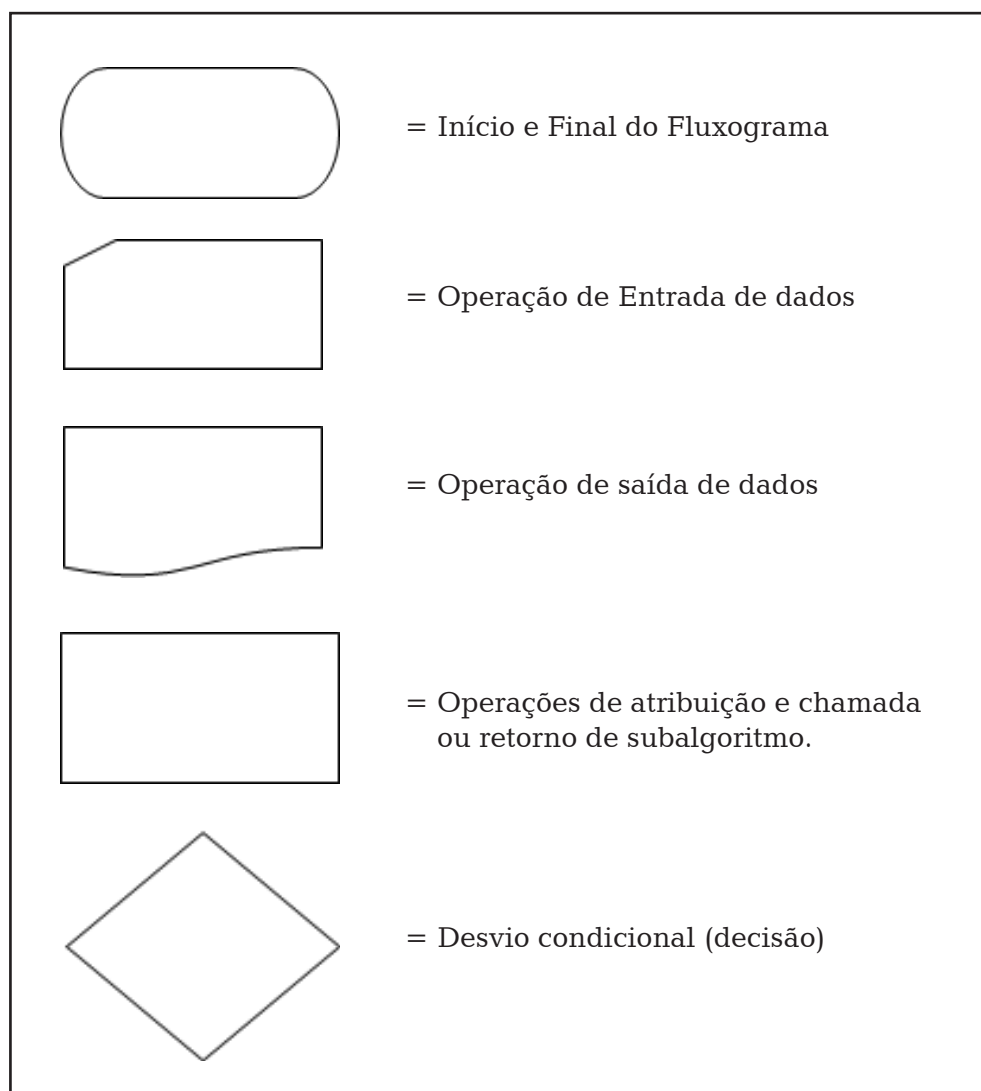 = Início e Final do Fluxograma
= Operação de Entrada de dados
= Operação de saída de dados
= Operações de atribuição e chamada
ou retorno de subalgoritmo.
= Desvio condicional (decisão)